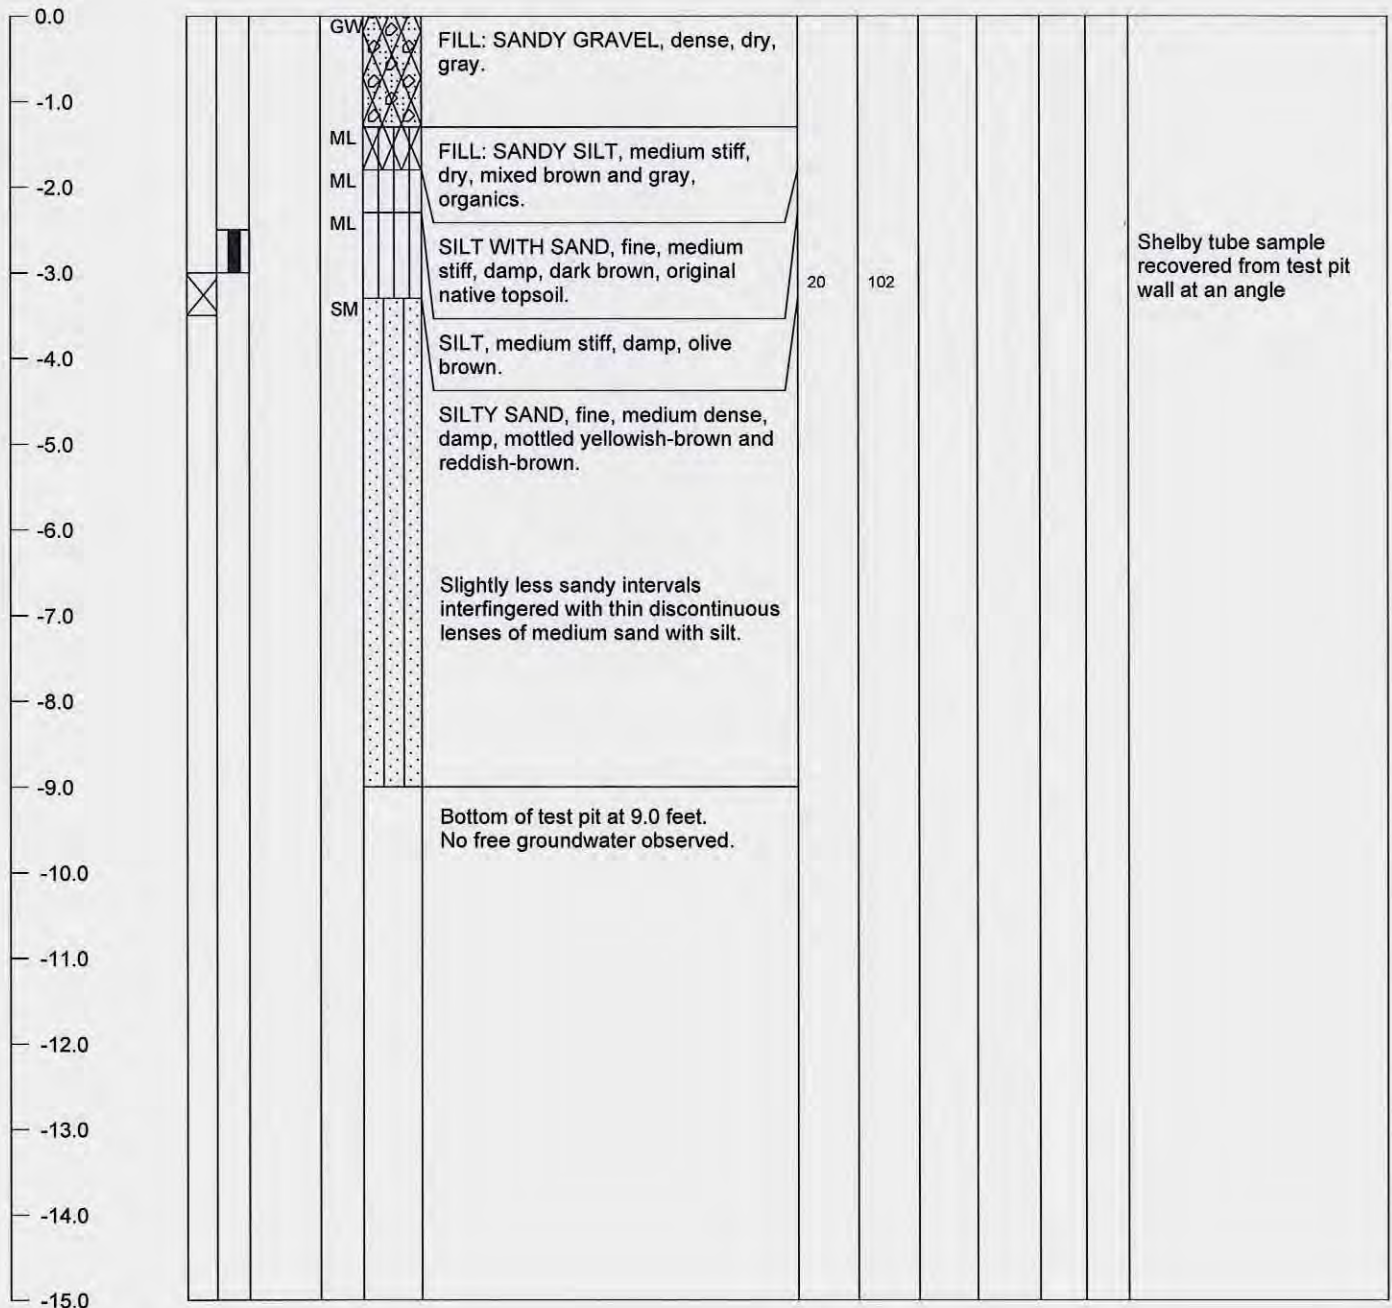 0.0
-1.0
-2.0
-3.0
-4.0
-5.0
-6.0
-7.0
-8.0
-9.0
-10.0
-11.0
-12.0
-13.0
-14.0
-15.0
GW
ML
ML
ML
SM
FILL: SANDY GRAVEL, dense, dry,
gray.
FILL: SANDY SILT, medium stiff,
dry, mixed brown and gray,
organics.
SILT WITH SAND, fine, medium
stiff, damp, dark brown, original
native topsoil.
SILT, medium stiff, damp, olive
brown.
SILTY SAND, fine, medium dense,
damp, mottled yellowish-brown and
reddish-brown.
Slightly less sandy intervals
interfingered with thin discontinuous
lenses of medium sand with silt.
Bottom of test pit at 9.0 feet.
No free groundwater observed.
20
102
Shelby tube sample
recovered from test pit
wall at an angle